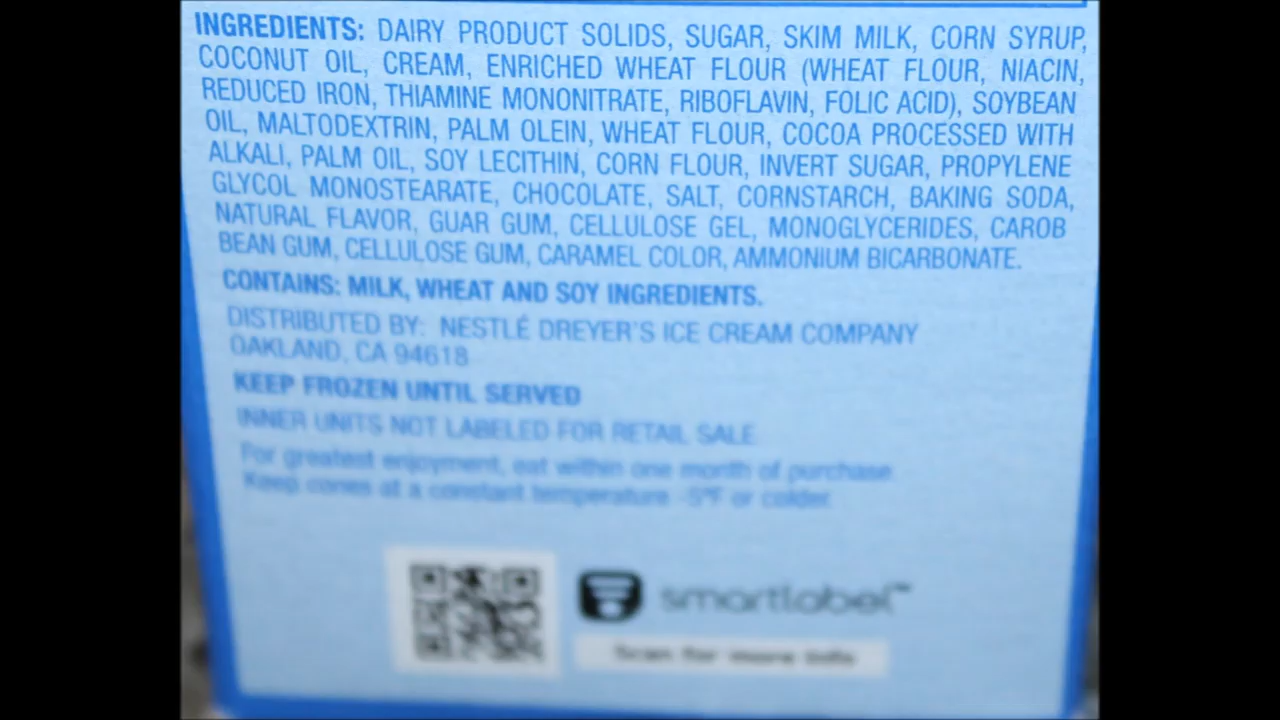 INGREDIENTS: DAIRY PRODUCT SOLIDS, SUGAR, SKIM MILK, CORN SYRUP,
COCONUT OIL, CREAM, ENRICHED WHEAT FLOUR (WHEAT FLOUR, NIACIN,
REDUCED IRON, THIAMINE MONONITRATE, RIBOFLAVIN, FOLIC ACID), SOYBEAN
OIL, MALTODEXTRIN, PALM OLEIN, WHEAT FLOUR, COCOA PROCESSED WITH
ALKALI, PALM OIL, SOY LECITHIN, CORN FLOUR, INVERT SUGAR, PROPYLENE
GLYCOL MONOSTEARATE, CHOCOLATE, SALT, CORNSTARCH, BAKING SODA,
NATURAL FLAVOR, GUAR GUM, CELLULOSE GEL, MONOGLYCERIDES, CAROB
BEAN GUM, CELLULOSE GUM, CARAMEL COLOR, AMMONIUM BICARBONATE.
CONTAINS: MILK, WHEAT AND SOY INGREDIENTS.
DISTRIBUTED BY: NESTLÉ DREYER'S ICE CREAM COMPANY
OAKLAND, CA 94618
KEEP FROZEN UNTIL SERVED
INNER UNITS NOT LABELED FOR RETAIL SALE
For greatest enjoyment, eat within one month of purchase.
Keep cones at a constant temperature -5°F or colder.
smartlabel™
Scan for more info